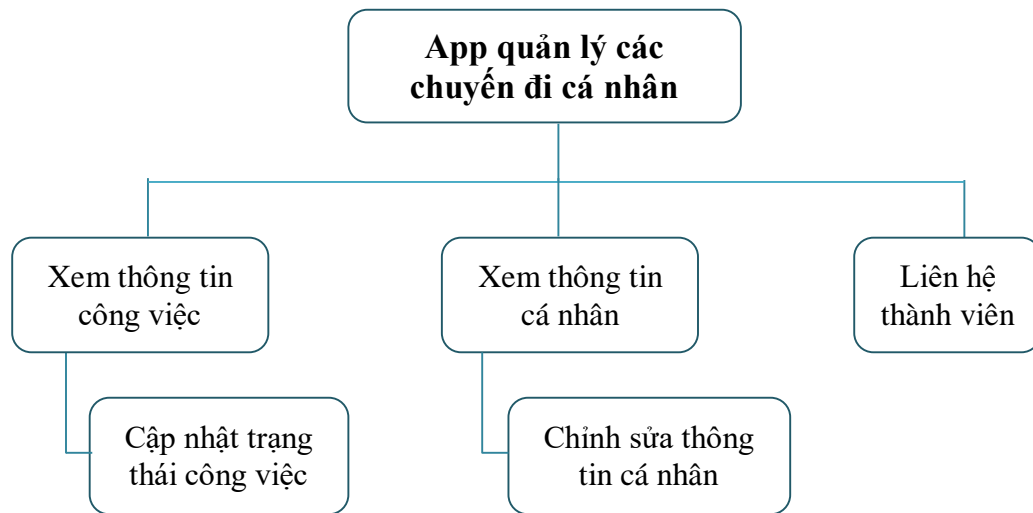 App quản lý các
chuyến đi cá nhân
Xem thông tin
công việc
Xem thông tin
cá nhân
Liên hệ
thành viên
Cập nhật trạng
thái công việc
Chỉnh sửa thông
tin cá nhân